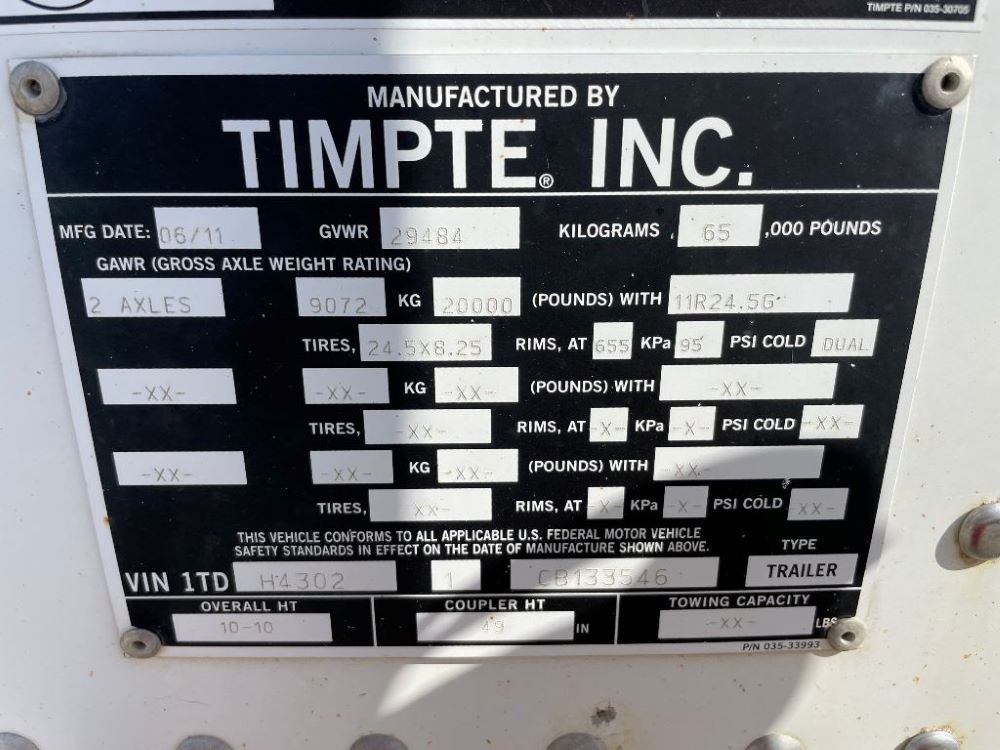 TIMPTE P/N 035-30705
MANUFACTURED BY
TIMPTE® INC.
MFG DATE: 06/11 GVWR 29484 KILOGRAMS 65 ,000 POUNDS
GAWR (GROSS AXLE WEIGHT RATING)
2 AXLES 9072 KG 20000 (POUNDS) WITH 11R24.5G
TIRES, 24.5X8.25 RIMS, AT 655 KPa 95 PSI COLD DUAL
-XX- -XX- KG -XX- (POUNDS) WITH -XX-
TIRES, -XX- RIMS, AT -X- KPa -X- PSI COLD -XX-
-XX- -XX- KG -XX- (POUNDS) WITH -XX-
TIRES, -XX- RIMS, AT -X- KPa -X- PSI COLD -XX-
THIS VEHICLE CONFORMS TO ALL APPLICABLE U.S. FEDERAL MOTOR VEHICLE
SAFETY STANDARDS IN EFFECT ON THE DATE OF MANUFACTURE SHOWN ABOVE.
TYPE
VIN 1TD H4302 1 CB133546 TRAILER
OVERALL HT COUPLER HT TOWING CAPACITY
10-10 49 IN -XX- LBS
P/N 035-33993